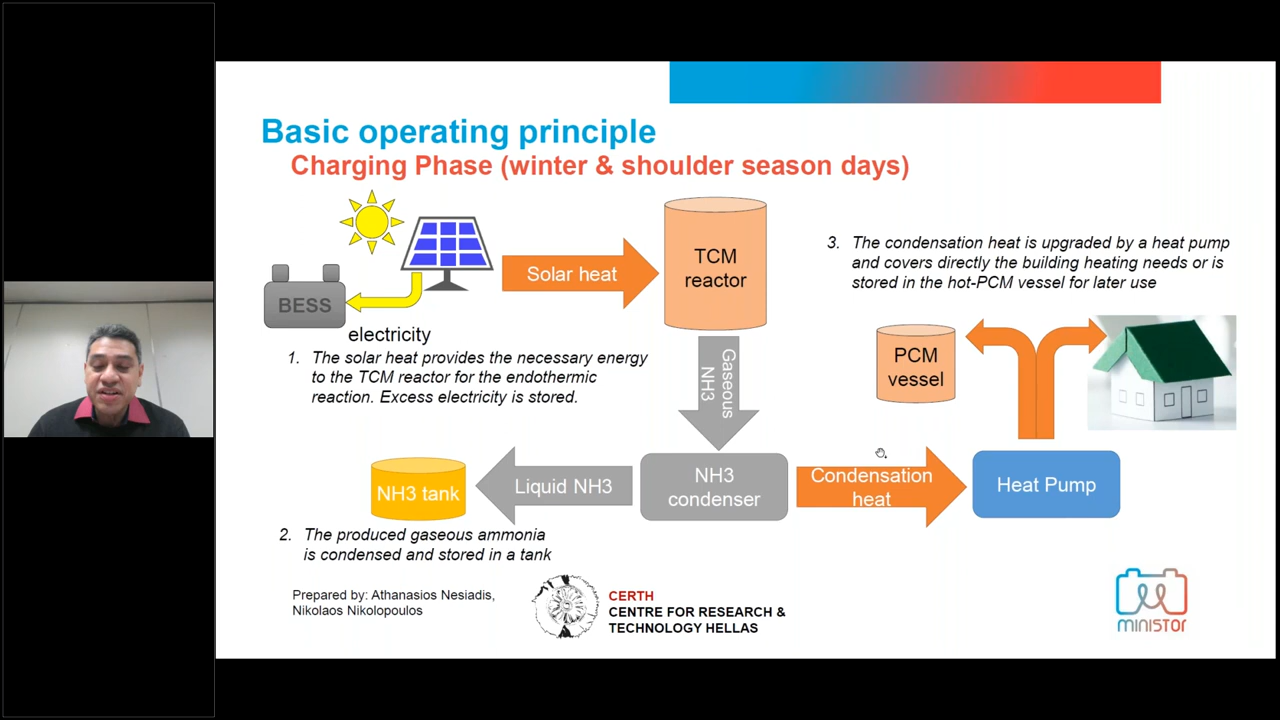 Basic operating principle
Charging Phase (winter & shoulder season days)
BESS
electricity
Solar heat
TCM
reactor
1. The solar heat provides the necessary energy
to the TCM reactor for the endothermic
reaction. Excess electricity is stored.
Gaseous
NH3
3. The condensation heat is upgraded by a heat pump
and covers directly the building heating needs or is
stored in the hot-PCM vessel for later use
PCM
vessel
NH3 tank
Liquid NH3
NH3
condenser
Condensation
heat
Heat Pump
2. The produced gaseous ammonia
is condensed and stored in a tank
Prepared by: Athanasios Nesiadis,
Nikolaos Nikolopoulos
CERTH
CENTRE FOR RESEARCH &
TECHNOLOGY HELLAS
MINISTOR